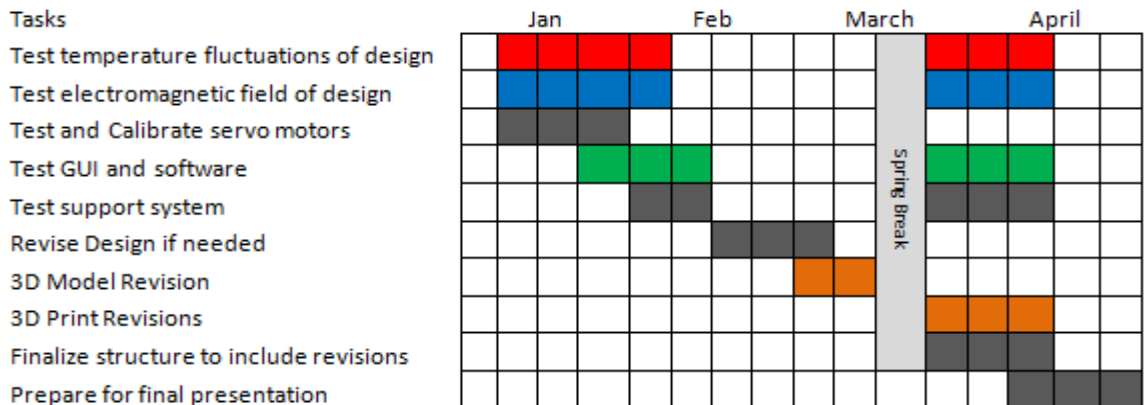 Tasks Jan Feb March April
Test temperature fluctuations of design
Test electromagnetic field of design
Test and Calibrate servo motors
Test GUI and software
Test support system
Revise Design if needed
3D Model Revision
3D Print Revisions
Finalize structure to include revisions
Prepare for final presentation
Spring Break